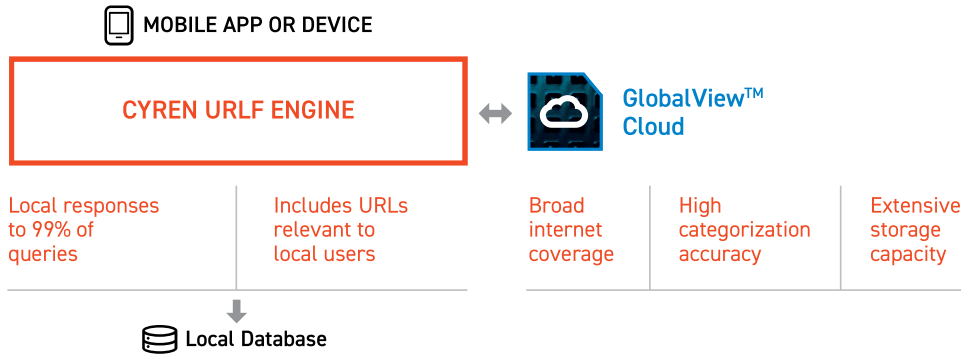 MOBILE APP OR DEVICE
CYREN URLF ENGINE
GlobalView™
Cloud
Local responses
to 99% of
queries
Includes URLs
relevant to
local users
Broad
internet
coverage
High
categorization
accuracy
Extensive
storage
capacity
Local Database